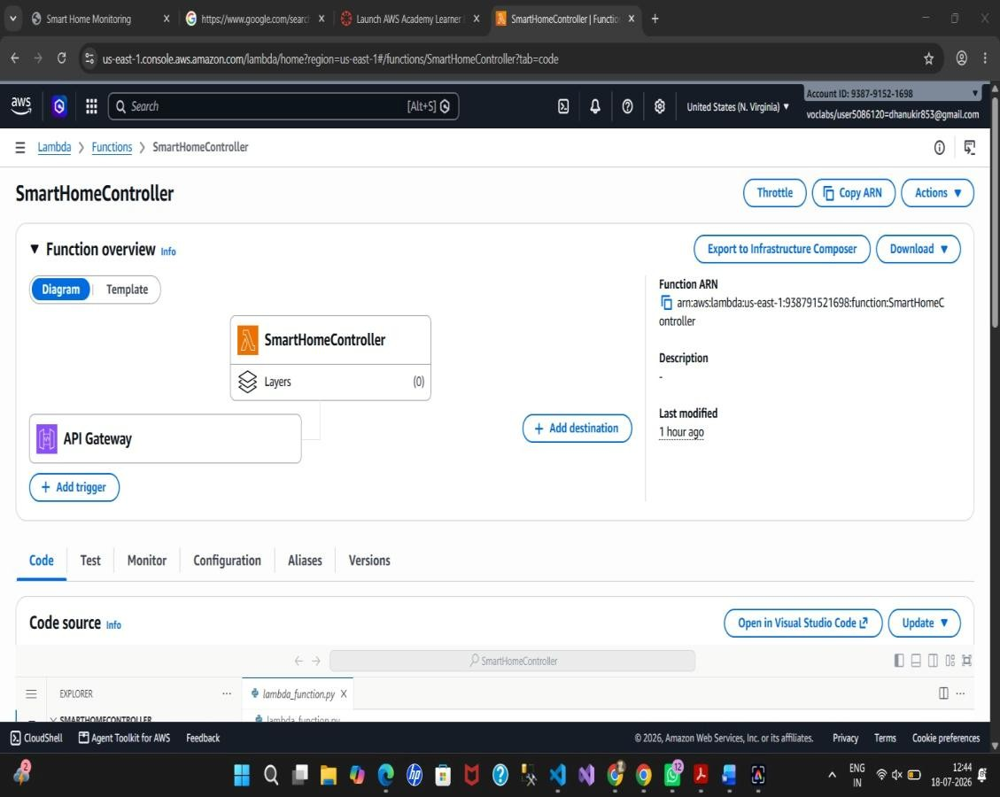 Smart Home Monitoring
https://www.google.com/searc
Launch AWS Academy Learner
SmartHomeController | Functio
us-east-1.console.aws.amazon.com/lambda/home?region=us-east-1#/functions/SmartHomeController?tab=code
aws
Search
[Alt+S]
United States (N. Virginia)
Account ID: 9387-9152-1698
voclabs/user5086120=dhanukir853@gmail.com
Lambda > Functions > SmartHomeController
SmartHomeController
Throttle
Copy ARN
Actions
Function overview Info
Export to Infrastructure Composer
Download
Diagram
Template
Function ARN
arn:aws:lambda:us-east-1:938791521698:function:SmartHomeC
ontroller
SmartHomeController
Layers (0)
Description
-
Last modified
1 hour ago
API Gateway
+ Add destination
+ Add trigger
Code
Test
Monitor
Configuration
Aliases
Versions
Code source Info
Open in Visual Studio Code
Update
SmartHomeController
EXPLORER
lambda_function.py
SMARTHOMECONTROLLER
lambda_function.py
CloudShell
Agent Toolkit for AWS
Feedback
© 2026, Amazon Web Services, Inc. or its affiliates.
Privacy
Terms
Cookie preferences
2
12
ENG
IN
12:44
18-07-2026